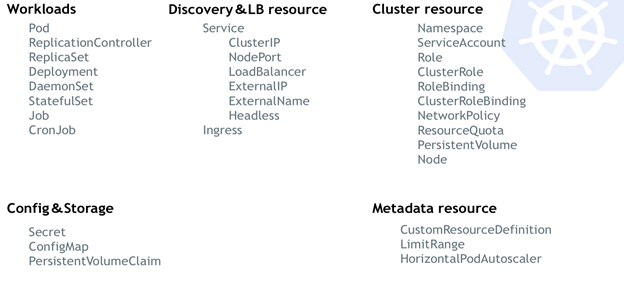 Workloads
Pod
ReplicationController
ReplicaSet
Deployment
DaemonSet
StatefulSet
Job
CronJob
Discovery&LB resource
Service
ClusterIP
NodePort
LoadBalancer
ExternalIP
ExternalName
Headless
Ingress
Cluster resource
Namespace
ServiceAccount
Role
ClusterRole
RoleBinding
ClusterRoleBinding
NetworkPolicy
ResourceQuota
PersistentVolume
Node
Config&Storage
Secret
ConfigMap
PersistentVolumeClaim
Metadata resource
CustomResourceDefinition
LimitRange
HorizontalPodAutoscaler